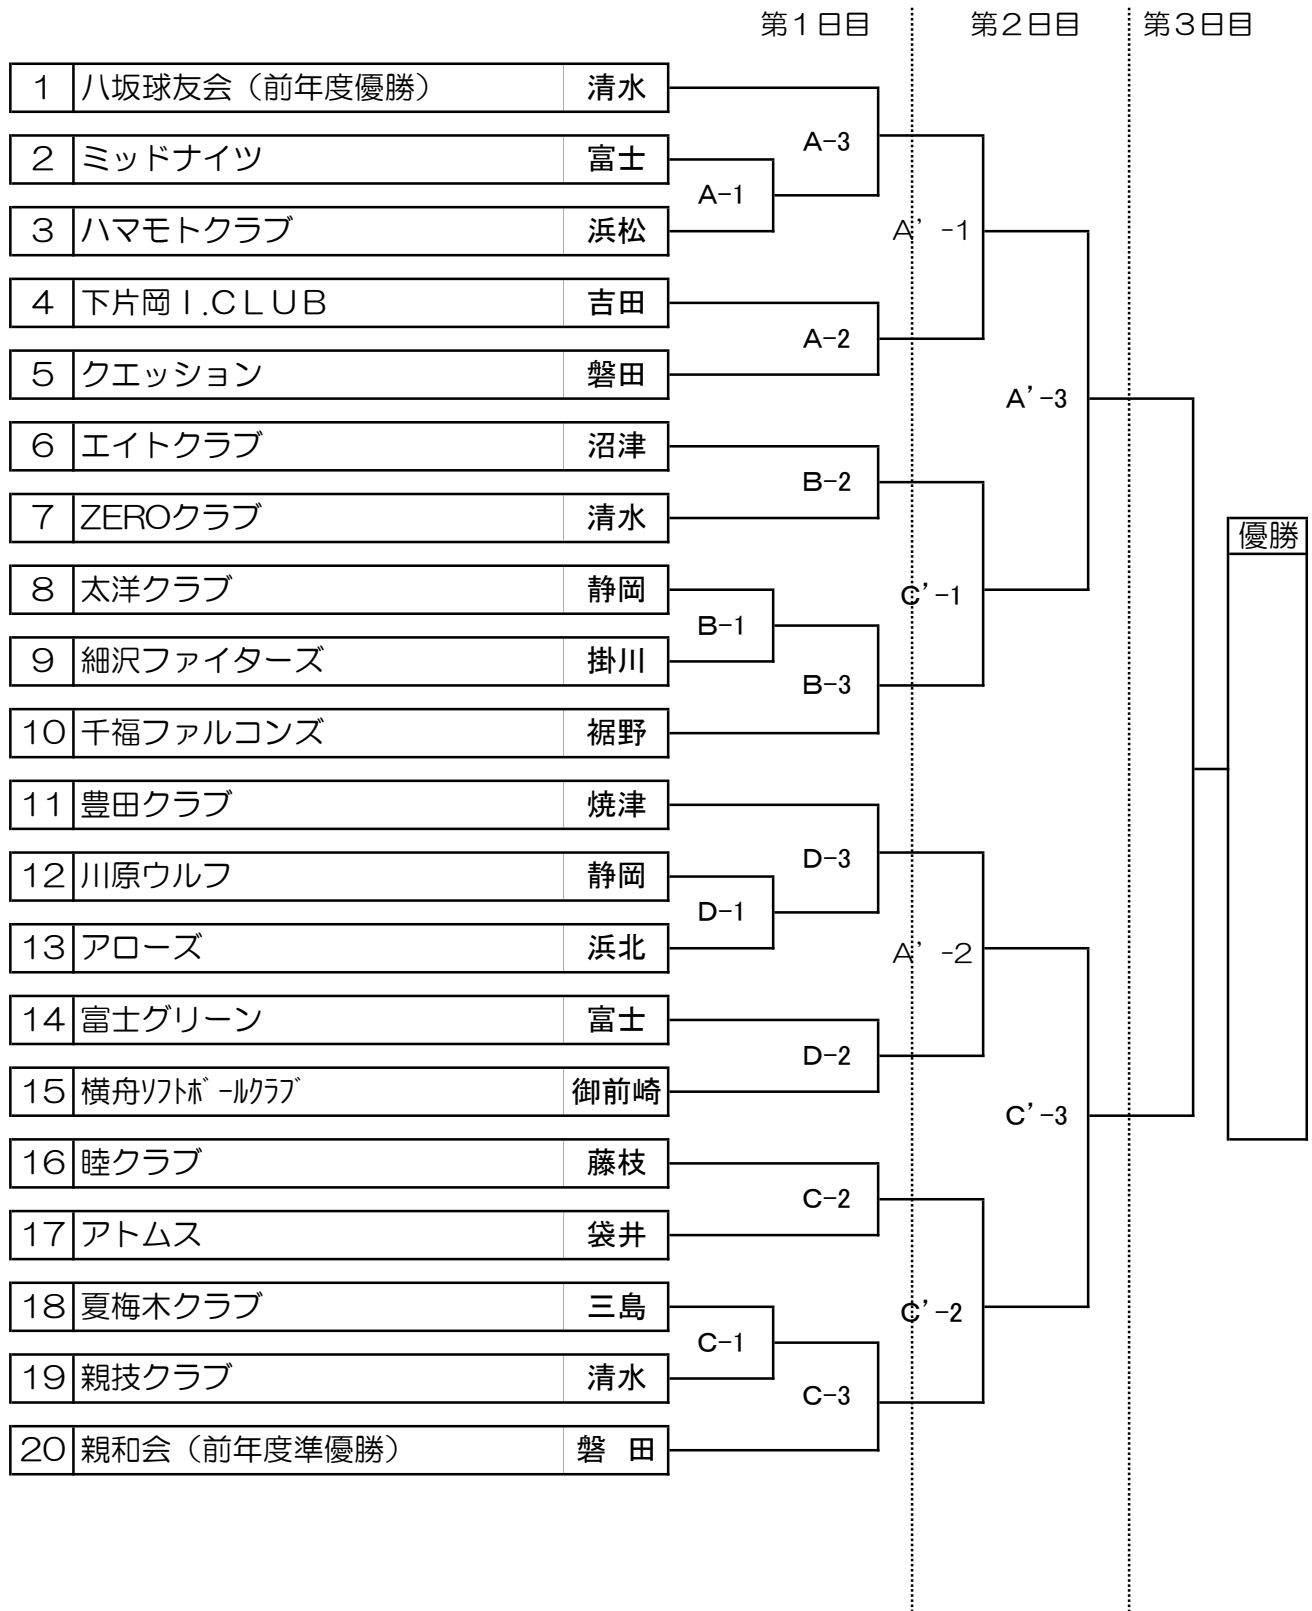 第１日目 第２日目 第３日目
1 八坂球友会（前年度優勝） 清水
A-3
2 ミッドナイツ 富士
A-1
3 ハマモトクラブ 浜松
A’-1
4 下片岡Ｉ.ＣＬＵＢ 吉田
A-2
5 クエッション 磐田
A’-3
6 エイトクラブ 沼津
B-2
7 ZEROクラブ 清水
優勝
8 太洋クラブ 静岡
C’-1
B-1
9 細沢ファイターズ 掛川
B-3
10 千福ファルコンズ 裾野
11 豊田クラブ 焼津
D-3
12 川原ウルフ 静岡
D-1
13 アローズ 浜北
A’-2
14 富士グリーン 富士
D-2
15 横舟ｿﾌﾄﾎﾞｰﾙｸﾗﾌﾞ 御前崎
C’-3
16 睦クラブ 藤枝
C-2
17 アトムス 袋井
18 夏梅木クラブ 三島
C’-2
C-1
19 親技クラブ 清水
C-3
20 親和会（前年度準優勝） 磐　田